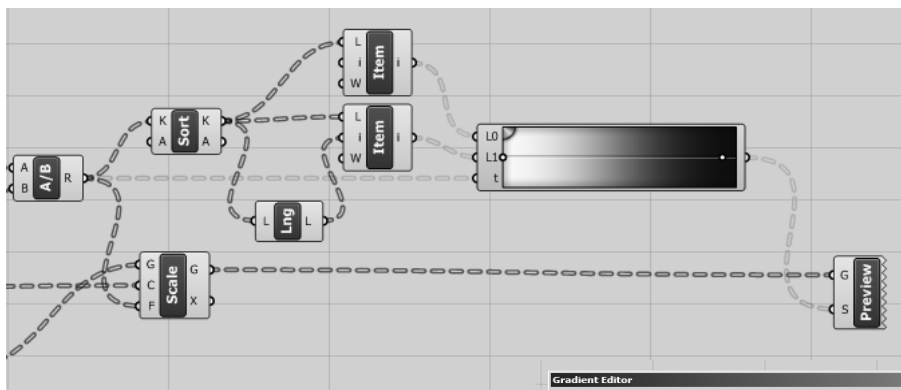 L
i
W
Item
i
L
i
W
Item
i
K
A
Sort
K
A
L0
L1
t
A
B
A/B
R
L
Lng
L
G
C
F
Scale
G
X
G
S
Preview
Gradient Editor